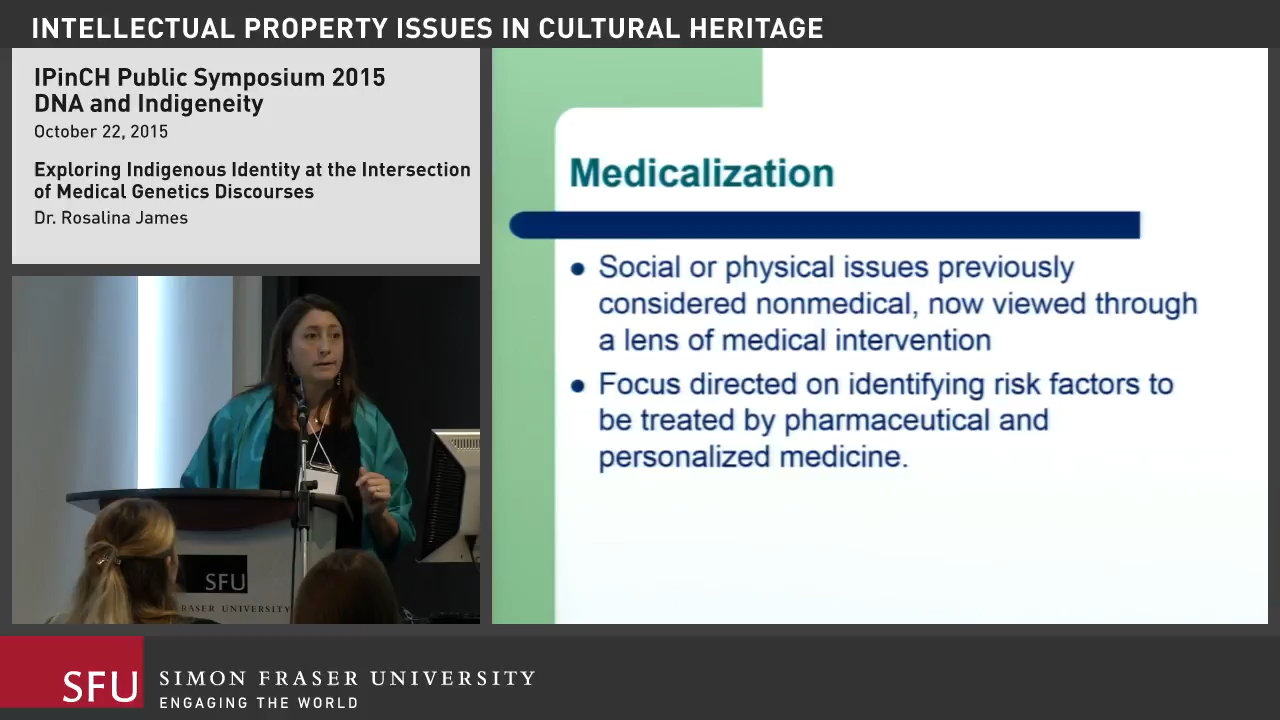 INTELLECTUAL PROPERTY ISSUES IN CULTURAL HERITAGE
IPinCH Public Symposium 2015
DNA and Indigeneity
October 22, 2015
Exploring Indigenous Identity at the Intersection
of Medical Genetics Discourses
Dr. Rosalina James
Medicalization
Social or physical issues previously
considered nonmedical, now viewed through
a lens of medical intervention
Focus directed on identifying risk factors to
be treated by pharmaceutical and
personalized medicine.
SFU
FRASER UNIVERSITY
SFU
SIMON FRASER UNIVERSITY
ENGAGING THE WORLD